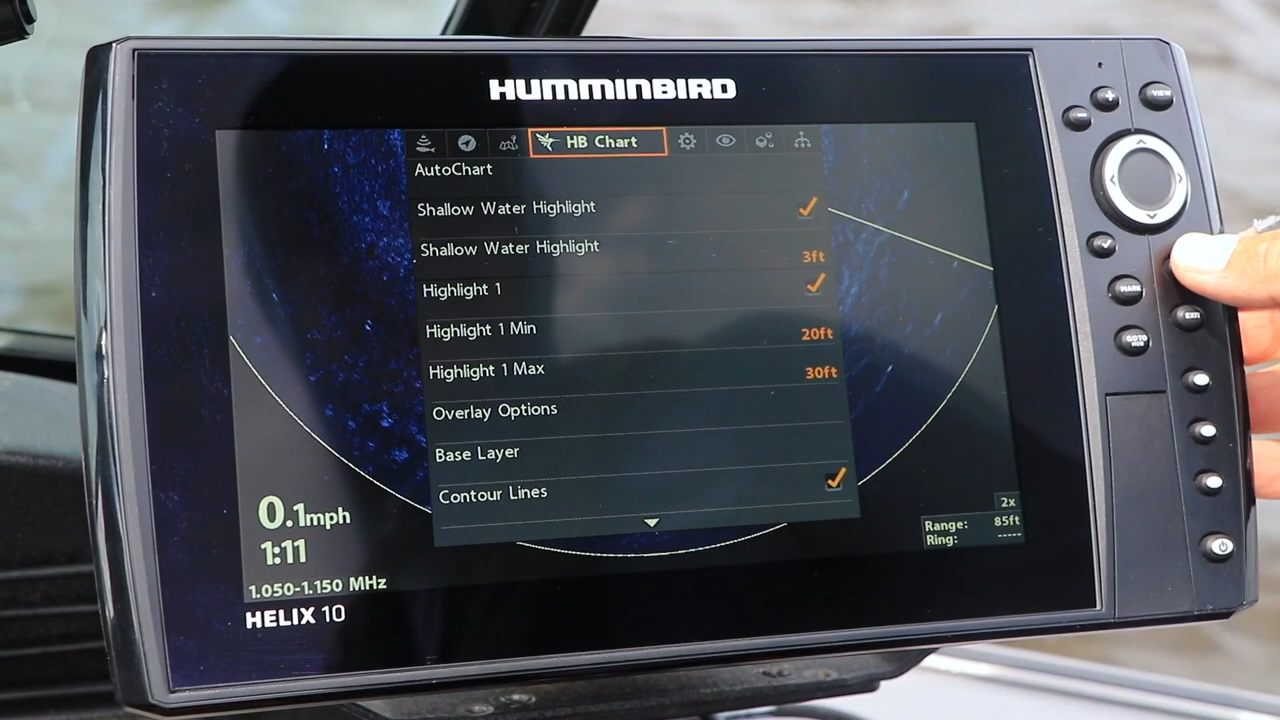 HUMMINBIRD
HB Chart
AutoChart
Shallow Water Highlight
Shallow Water Highlight 3ft
Highlight 1
Highlight 1 Min 20ft
Highlight 1 Max 30ft
Overlay Options
Base Layer
Contour Lines
0.1mph
1:11
1.050-1.150 MHz
2x
Range: 85ft
Ring: -----
HELIX 10
VIEW
MARK
EXIT
GOTO
MOB